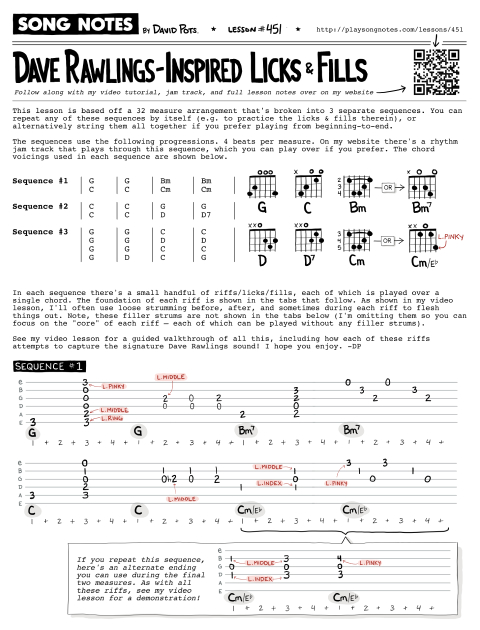 SONG NOTES BY DAVID POTS. ★ LESSON #451 ★ http://playsongnotes.com/lessons/451
DAVE RAWLINGS-INSPIRED LICKS & FILLS
Follow along with my video tutorial, jam track, and full lesson notes over on my website
This lesson is based off a 32 measure arrangement that's broken into 3 separate sequences. You can
repeat any of these sequences by itself (e.g. to practice the licks & fills therein), or
alternatively string them all together if you prefer playing from beginning-to-end.
The sequences use the following progressions. 4 beats per measure. On my website there's a rhythm
jam track that plays through this sequence, which you can play over if you prefer. The chord
voicings used in each sequence are shown below.
Sequence #1 | G | G | Bm | Bm |
| C | C | Cm | Cm |
Sequence #2 | G | G | C | C |
| C | C | D | D7 |
Sequence #3 | G | G | C | C |
| G | G | D | D |
| G | G | C | C |
| G | D | C | G |
G C Bm OR Bm7
D D7 Cm OR Cm/Eb L.PINKY
In each sequence there's a small handful of riffs/licks/fills, each of which is played over a
single chord. The foundation of each riff is shown in the tabs that follow. As shown in my video
lesson, I'll often use loose strumming before, after, and sometimes during each riff to flesh
things out. Note, these filler strums are not shown in the tabs below (I'm omitting them so you can
focus on the "core" of each riff — each of which can be played without any filler strums).
See my video lesson for a guided walkthrough of all this, including how each of these riffs
attempts to capture the signature Dave Rawlings sound! I hope you enjoy. -DP
SEQUENCE #1
L.PINKY L.MIDDLE L.RING L.MIDDLE
G G Bm7 Bm7
1 + 2 + 3 + 4 + 1 + 2 + 3 + 4 + 1 + 2 + 3 + 4 + 1 + 2 + 3 + 4 +
L.MIDDLE L.MIDDLE L.INDEX L.PINKY
C C Cm/Eb Cm/Eb
1 + 2 + 3 + 4 + 1 + 2 + 3 + 4 + 1 + 2 + 3 + 4 + 1 + 2 + 3 + 4 +
If you repeat this sequence,
here's an alternate ending
you can use during the final
two measures. As with all
these riffs, see my video
lesson for a demonstration!
L.MIDDLE L.INDEX L.PINKY
Cm/Eb Cm/Eb
1 + 2 + 3 + 4 + 1 + 2 + 3 + 4 +